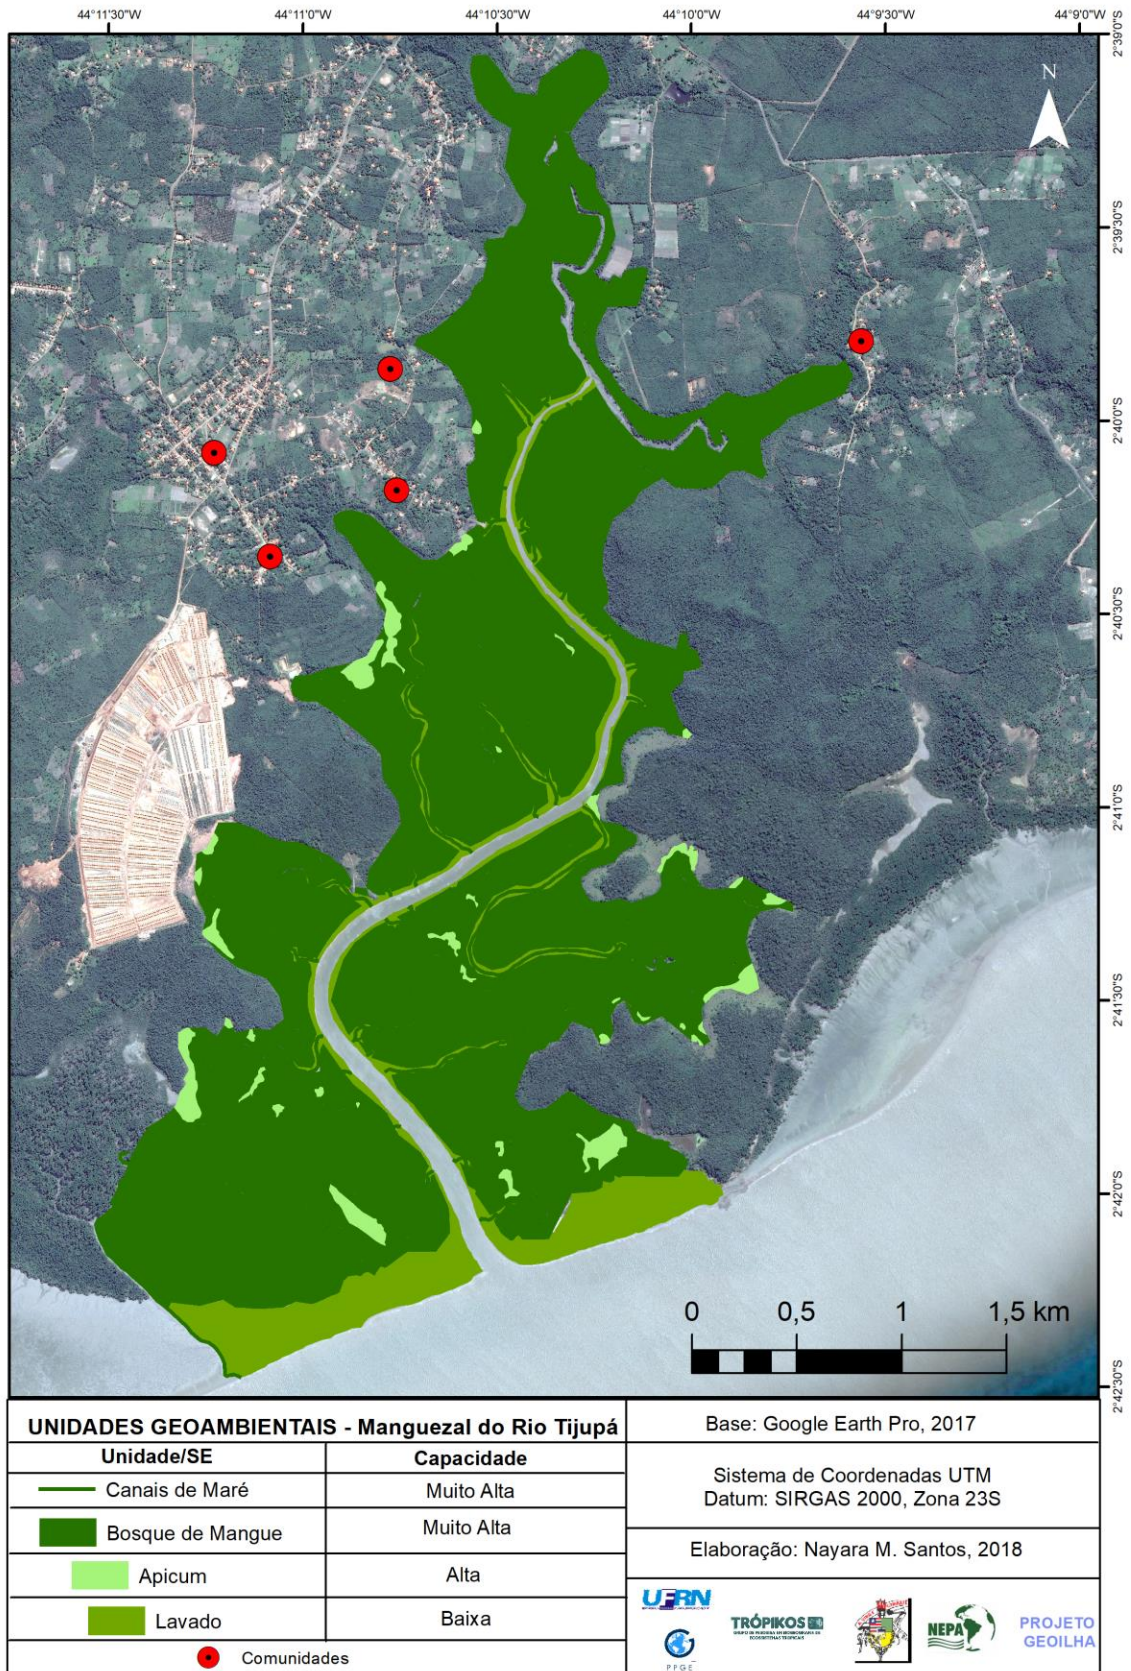 44°11'30"W 44°11'0"W 44°10'30"W 44°10'0"W 44°9'30"W 44°9'0"W
2°39'0"S
N
2°39'30"S
2°40'0"S
2°40'30"S
2°41'0"S
2°41'30"S
2°42'0"S
0 0,5 1 1,5 km
2°42'30"S
UNIDADES GEOAMBIENTAIS - Manguezal do Rio Tijupá
Unidade/SE Capacidade
Canais de Maré Muito Alta
Bosque de Mangue Muito Alta
Apicum Alta
Lavado Baixa
Comunidades
Base: Google Earth Pro, 2017
Sistema de Coordenadas UTM
Datum: SIRGAS 2000, Zona 23S
Elaboração: Nayara M. Santos, 2018
UFRN
PPGE
TRÓPIKOS
NEPA
PROJETO
GEOILHA